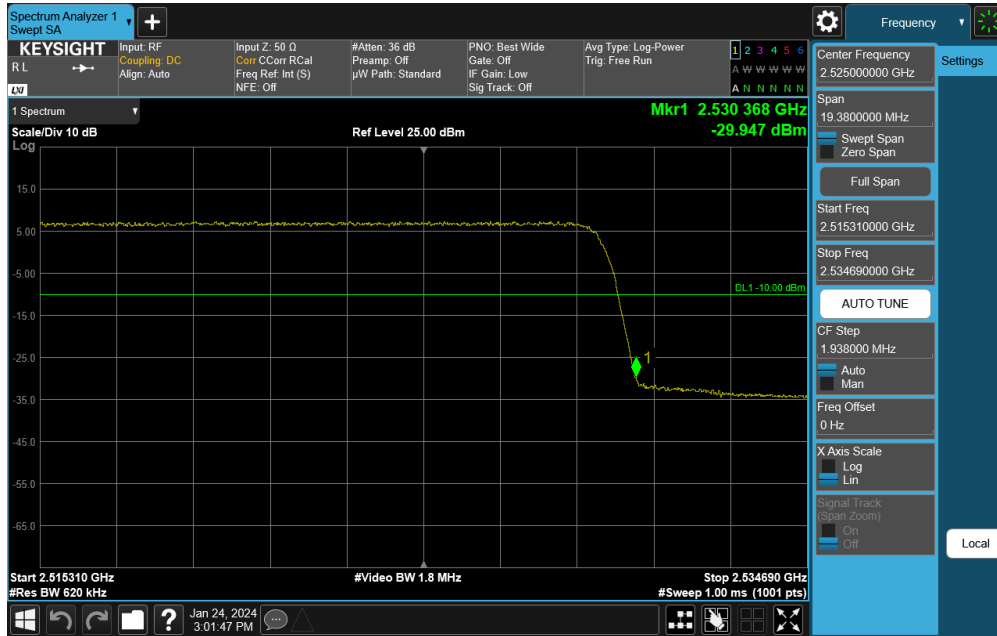 Spectrum Analyzer 1
Swept SA
Frequency
KEYSIGHT
R L
LXI
Input: RF
Coupling: DC
Align: Auto
Input Z: 50 Ω
Corr CCorr RCal
Freq Ref: Int (S)
NFE: Off
#Atten: 36 dB
Preamp: Off
µW Path: Standard
PNO: Best Wide
Gate: Off
IF Gain: Low
Sig Track: Off
Avg Type: Log-Power
Trig: Free Run
1 2 3 4 5 6
A W W W W W
A N N N N N
1 Spectrum
Scale/Div 10 dB
Log
Ref Level 25.00 dBm
Mkr1 2.530 368 GHz
-29.947 dBm
15.0
5.00
-5.00
DL1 -10.00 dBm
-15.0
-25.0
1
-35.0
-45.0
-55.0
-65.0
Start 2.515310 GHz
#Res BW 620 kHz
#Video BW 1.8 MHz
Stop 2.534690 GHz
#Sweep 1.00 ms (1001 pts)
Center Frequency
2.525000000 GHz
Settings
Span
19.3800000 MHz
Swept Span
Zero Span
Full Span
Start Freq
2.515310000 GHz
Stop Freq
2.534690000 GHz
AUTO TUNE
CF Step
1.938000 MHz
Auto
Man
Freq Offset
0 Hz
X Axis Scale
Log
Lin
Signal Track
(Span Zoom)
On
Off
Local
?
Jan 24, 2024
3:01:47 PM